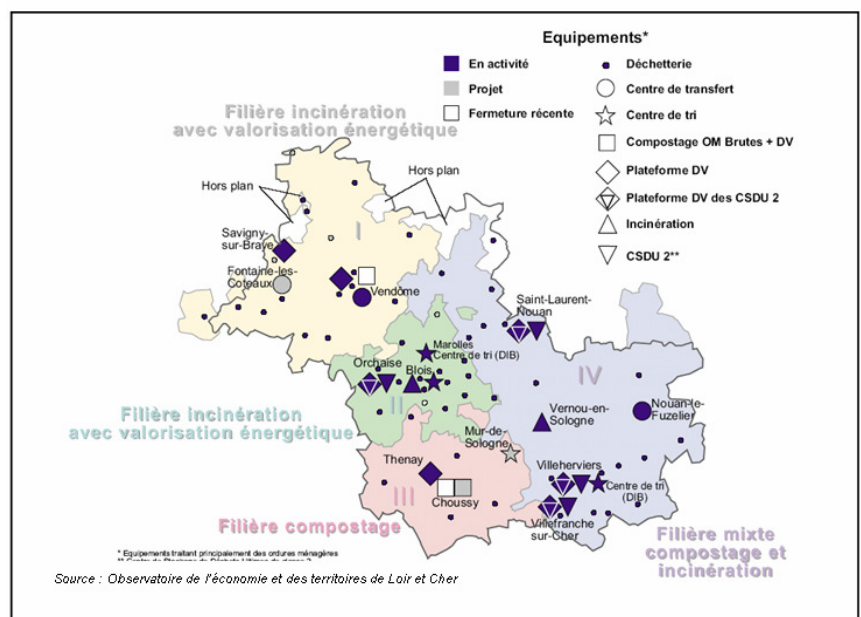 Equipements*
En activité
Projet
Fermeture récente
Déchetterie
Centre de transfert
Centre de tri
Compostage OM Brutes + DV
Plateforme DV
Plateforme DV des CSDU 2
Incinération
CSDU 2**
Filière incinération
avec valorisation énergétique
Hors plan
Hors plan
I
Savigny-
sur-Braye
Fontaine-les-
Coteaux
Vendôme
Saint-Laurent-
Nouan
Marolles
Centre de tri (DIB)
Orchaise
Blois
II
IV
Filière incinération
avec valorisation énergétique
Vernou-en-
Sologne
Nouan-le-
Fuzelier
Mur-de-
Sologne
Thenay
Villeherviers
Centre de tri
(DIB)
III
Choussy
Villefranche
sur-Cher
Filière compostage
Filière mixte
compostage et
incinération
* Equipements traitant principalement des ordures ménagères
Source : Observatoire de l'économie et des territoires de Loir et Cher